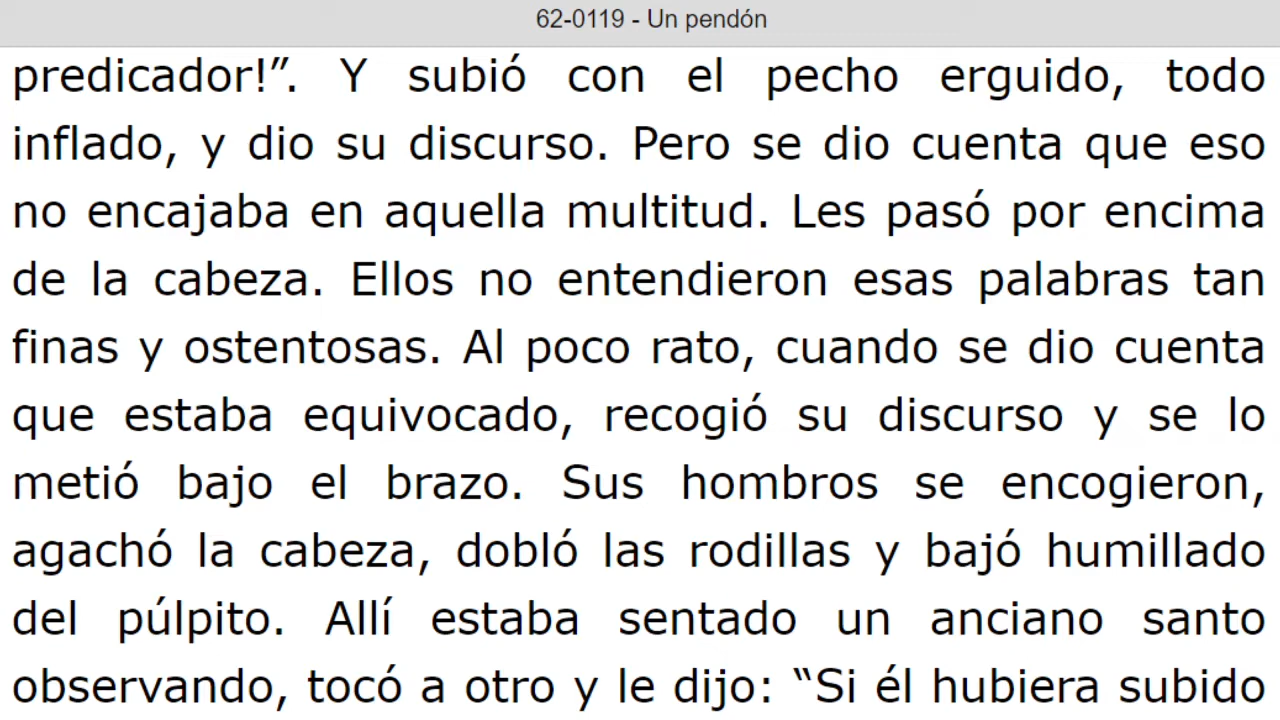 62-0119 - Un pendón
predicador!”. Y subió con el pecho erguido, todo
inflado, y dio su discurso. Pero se dio cuenta que eso
no encajaba en aquella multitud. Les pasó por encima
de la cabeza. Ellos no entendieron esas palabras tan
finas y ostentosas. Al poco rato, cuando se dio cuenta
que estaba equivocado, recogió su discurso y se lo
metió bajo el brazo. Sus hombros se encogieron,
agachó la cabeza, dobló las rodillas y bajó humillado
del púlpito. Allí estaba sentado un anciano santo
observando, tocó a otro y le dijo: “Si él hubiera subido